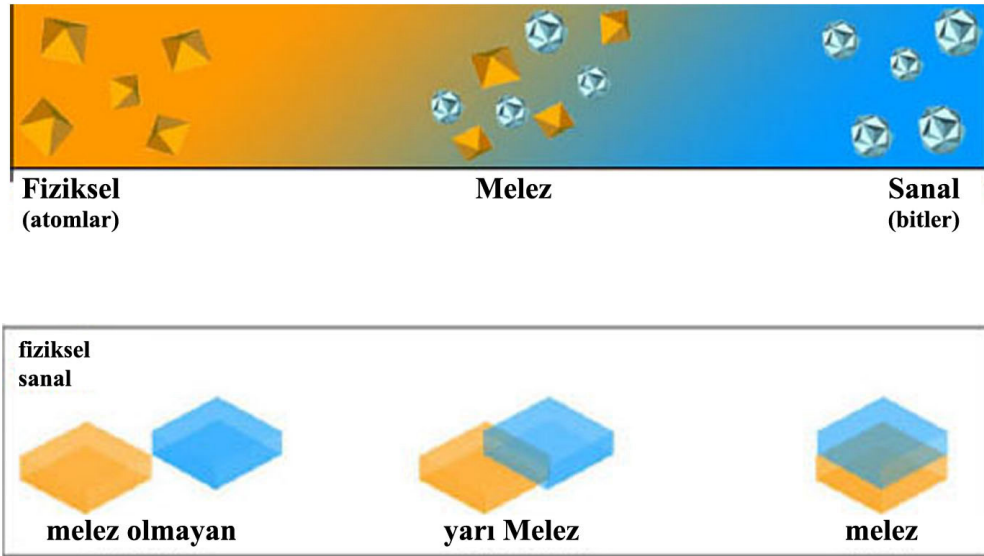 Fiziksel
(atomlar)
Melez
Sanal
(bitler)
fiziksel
sanal
melez olmayan
yarı Melez
melez